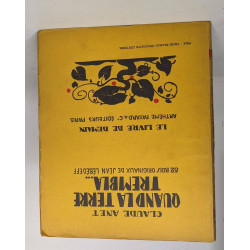 CLAUDE ANET
QUAND LA TERRE
TREMBLA...
BOIS ORIGINAUX DE JEAN LÉBÉDEFF
LE LIVRE DE DEMAIN
ARTHÈME FAYARD & Cie ÉDITEURS PARIS